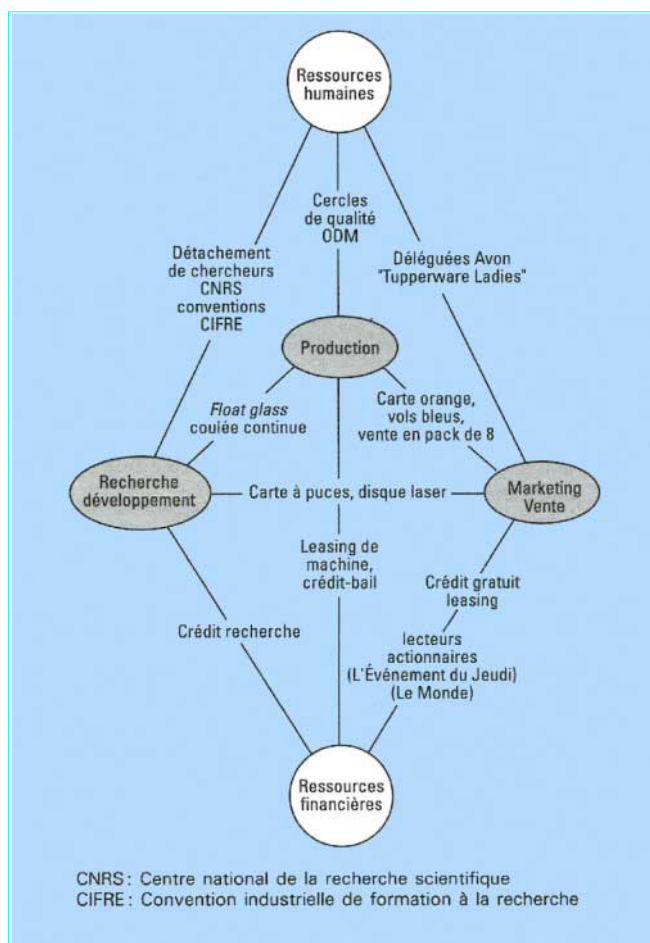 Ressources
humaines
Cercles
de qualité
ODM
Détachement
de chercheurs
CNRS
conventions
CIFRE
Déléguées Avon
"Tupperware Ladies"
Production
Float glass
coulée continue
Carte orange,
vols bleus,
vente en pack de 8
Recherche
développement
Carte à puces, disque laser
Marketing
Vente
Leasing de
machine,
crédit-bail
Crédit gratuit
leasing
Crédit recherche
lecteurs
actionnaires
(L'Événement du Jeudi)
(Le Monde)
Ressources
financières
CNRS : Centre national de la recherche scientifique
CIFRE : Convention industrielle de formation à la recherche